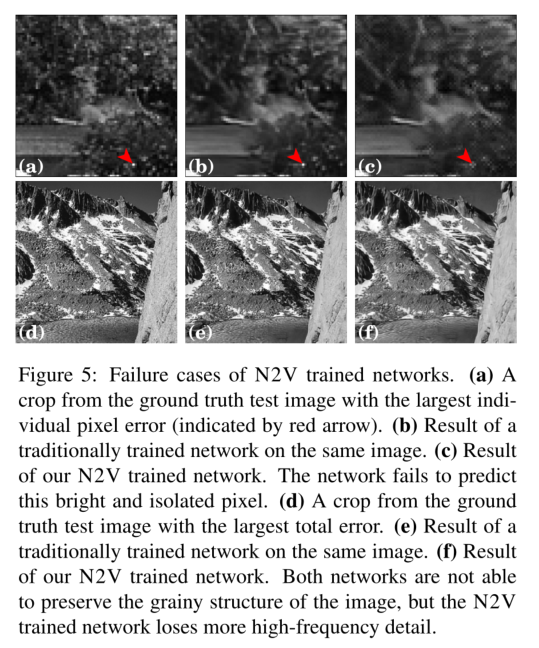 (a)
(b)
(c)
(d)
(e)
(f)
Figure 5: Failure cases of N2V trained networks. (a) A
crop from the ground truth test image with the largest indi-
vidual pixel error (indicated by red arrow). (b) Result of a
traditionally trained network on the same image. (c) Result
of our N2V trained network. The network fails to predict
this bright and isolated pixel. (d) A crop from the ground
truth test image with the largest total error. (e) Result of a
traditionally trained network on the same image. (f) Result
of our N2V trained network. Both networks are not able
to preserve the grainy structure of the image, but the N2V
trained network loses more high-frequency detail.